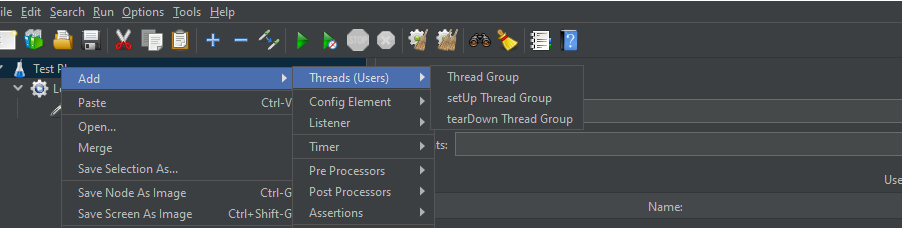 ile Edit Search Run Options Tools Help
STOP
Test Pl
Add
Threads (Users)
Thread Group
setUp Thread Group
Paste
Ctrl-V
Config Element
Listener
tearDown Thread Group
Open...
Merge
Timer
nts:
Save Selection As...
Pre Processors
Use
Save Node As Image
Ctrl-G
Post Processors
Save Screen As Image
Ctrl+Shift-G
Assertions
Name: